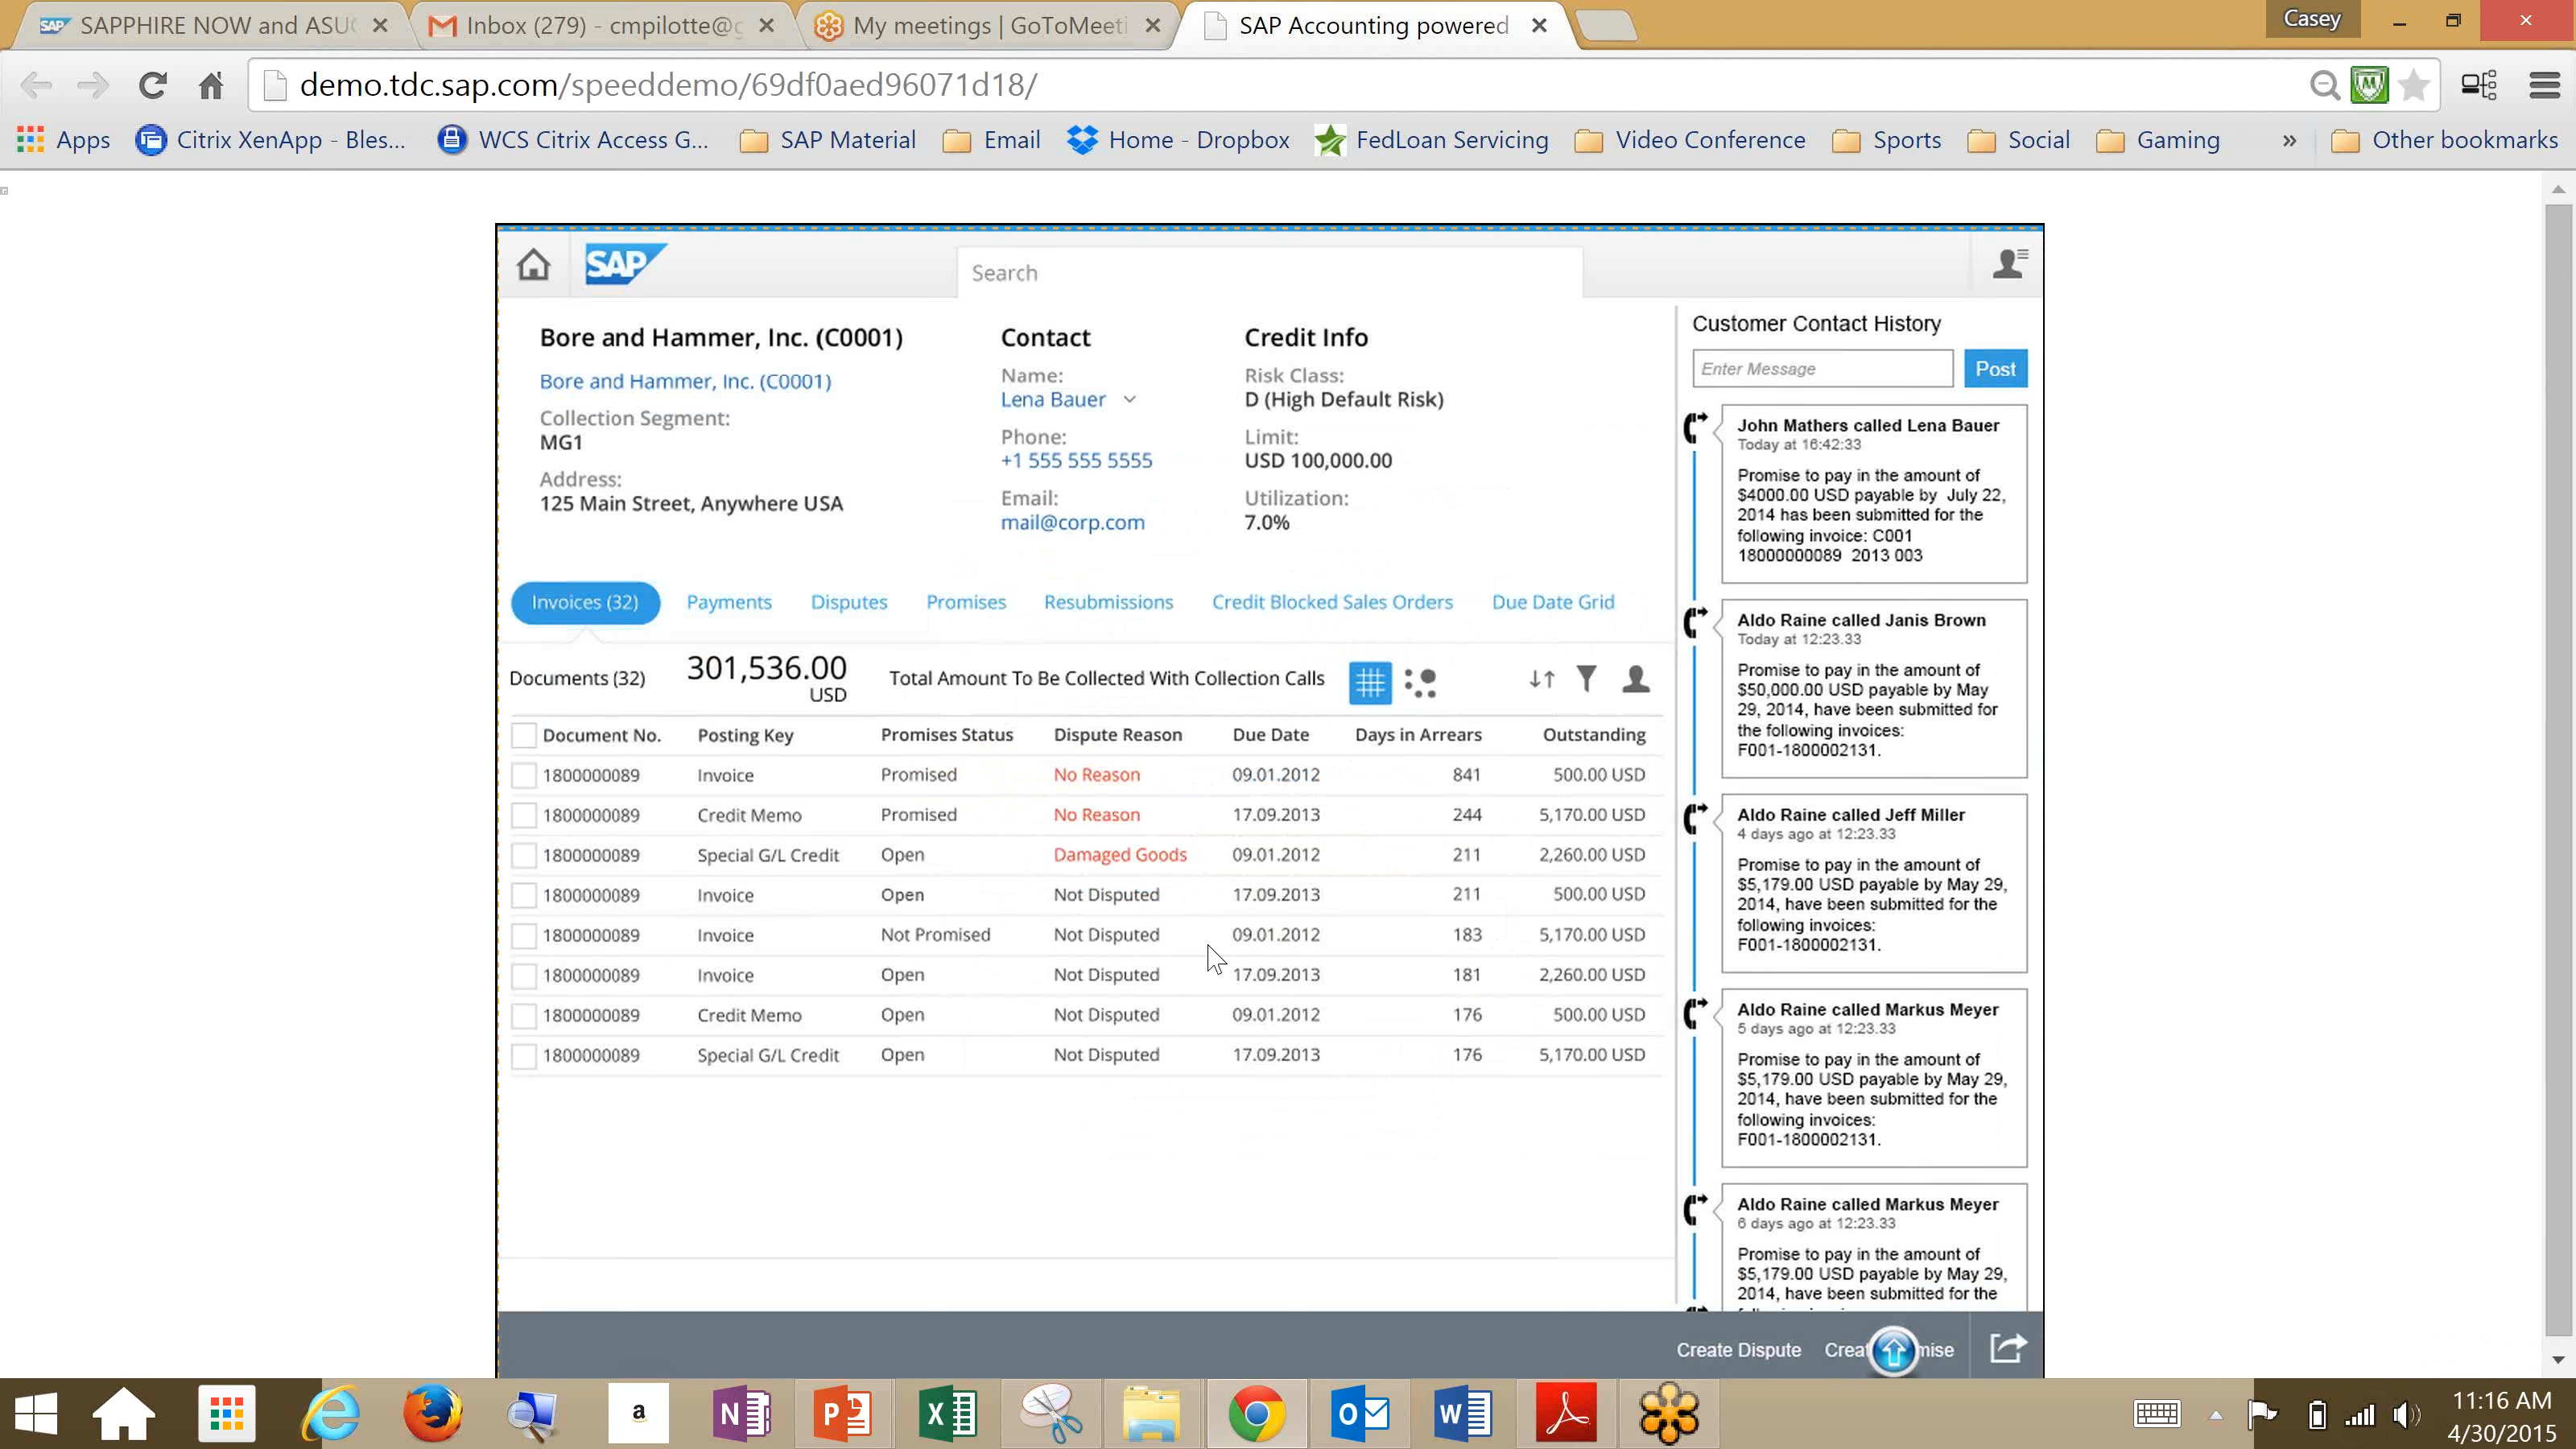 SAP SAPPHIRE NOW and ASUG
Inbox (279) - cmpilotte@g
My meetings | GoToMeeti
SAP Accounting powered
Casey
demo.tdc.sap.com/speeddemo/69df0aed96071d18/
Apps
Citrix XenApp - Bles...
WCS Citrix Access G...
SAP Material
Email
Home - Dropbox
FedLoan Servicing
Video Conference
Sports
Social
Gaming
»
Other bookmarks
SAP
Search
Bore and Hammer, Inc. (C0001)
Bore and Hammer, Inc. (C0001)
Collection Segment:
MG1
Address:
125 Main Street, Anywhere USA
Contact
Name:
Lena Bauer
Phone:
+1 555 555 5555
Email:
mail@corp.com
Credit Info
Risk Class:
D (High Default Risk)
Limit:
USD 100,000.00
Utilization:
7.0%
Invoices (32) Payments Disputes Promises Resubmissions Credit Blocked Sales Orders Due Date Grid
Documents (32) 301,536.00 Total Amount To Be Collected With Collection Calls
USD
Document No. Posting Key Promises Status Dispute Reason Due Date Days in Arrears Outstanding
1800000089 Invoice Promised No Reason 09.01.2012 841 500.00 USD
1800000089 Credit Memo Promised No Reason 17.09.2013 244 5,170.00 USD
1800000089 Special G/L Credit Open Damaged Goods 09.01.2012 211 2,260.00 USD
1800000089 Invoice Open Not Disputed 17.09.2013 211 500.00 USD
1800000089 Invoice Not Promised Not Disputed 09.01.2012 183 5,170.00 USD
1800000089 Invoice Open Not Disputed 17.09.2013 181 2,260.00 USD
1800000089 Credit Memo Open Not Disputed 09.01.2012 176 500.00 USD
1800000089 Special G/L Credit Open Not Disputed 17.09.2013 176 5,170.00 USD
Customer Contact History
Enter Message Post
John Mathers called Lena Bauer
Today at 16:42:33
Promise to pay in the amount of
$4000.00 USD payable by July 22,
2014 has been submitted for the
following invoice: C001
18000000089 2013 003
Aldo Raine called Janis Brown
Today at 12:23.33
Promise to pay in the amount of
$50,000.00 USD payable by May
29, 2014, have been submitted for
the following invoices:
F001-1800002131.
Aldo Raine called Jeff Miller
4 days ago at 12:23.33
Promise to pay in the amount of
$5,179.00 USD payable by May 29,
2014, have been submitted for the
following invoices:
F001-1800002131.
Aldo Raine called Markus Meyer
5 days ago at 12:23.33
Promise to pay in the amount of
$5,179.00 USD payable by May 29,
2014, have been submitted for the
following invoices:
F001-1800002131.
Aldo Raine called Markus Meyer
6 days ago at 12:23.33
Promise to pay in the amount of
$5,179.00 USD payable by May 29,
2014, have been submitted for the
Create Dispute
11:16 AM
4/30/2015